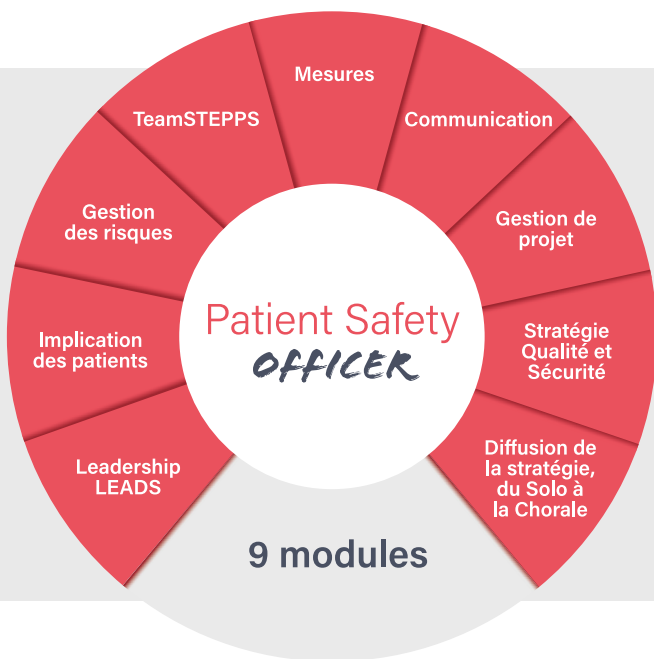 Mesures
TeamSTEPPS
Communication
Gestion
des risques
Gestion de
projet
Patient Safety
OFFICER
Implication
des patients
Stratégie
Qualité et
Sécurité
Leadership
LEADS
Diffusion de
la stratégie,
du Solo à
la Chorale
9 modules